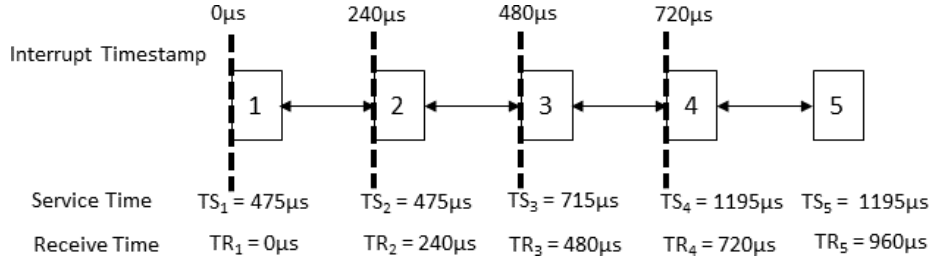 0µs 240µs 480µs 720µs
Interrupt Timestamp
1 2 3 4 5
Service Time TS₁ = 475µs TS₂ = 475µs TS₃ = 715µs TS₄ = 1195µs TS₅ = 1195µs
Receive Time TR₁ = 0µs TR₂ = 240µs TR₃ = 480µs TR₄ = 720µs TR₅ = 960µs